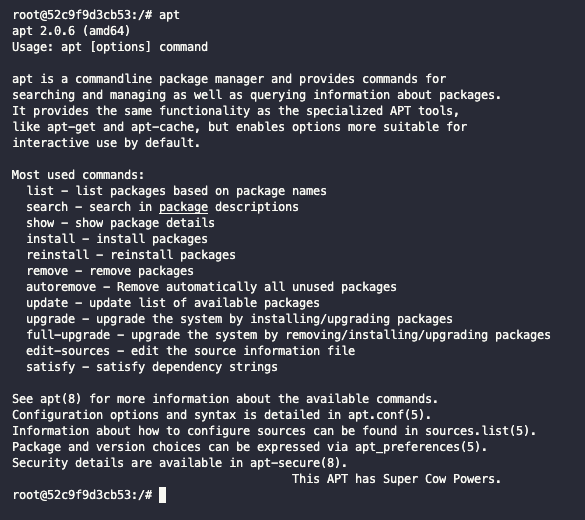 root@52c9f9d3cb53:/# apt
apt 2.0.6 (amd64)
Usage: apt [options] command
apt is a commandline package manager and provides commands for
searching and managing as well as querying information about packages.
It provides the same functionality as the specialized APT tools,
like apt-get and apt-cache, but enables options more suitable for
interactive use by default.
Most used commands:
list - list packages based on package names
search - search in package descriptions
show - show package details
install - install packages
reinstall - reinstall packages
remove - remove packages
autoremove - Remove automatically all unused packages
update - update list of available packages
upgrade - upgrade the system by installing/upgrading packages
full-upgrade - upgrade the system by removing/installing/upgrading packages
edit-sources - edit the source information file
satisfy - satisfy dependency strings
See apt(8) for more information about the available commands.
Configuration options and syntax is detailed in apt.conf(5).
Information about how to configure sources can be found in sources.list(5).
Package and version choices can be expressed via apt_preferences(5).
Security details are available in apt-secure(8).
This APT has Super Cow Powers.
root@52c9f9d3cb53:/#